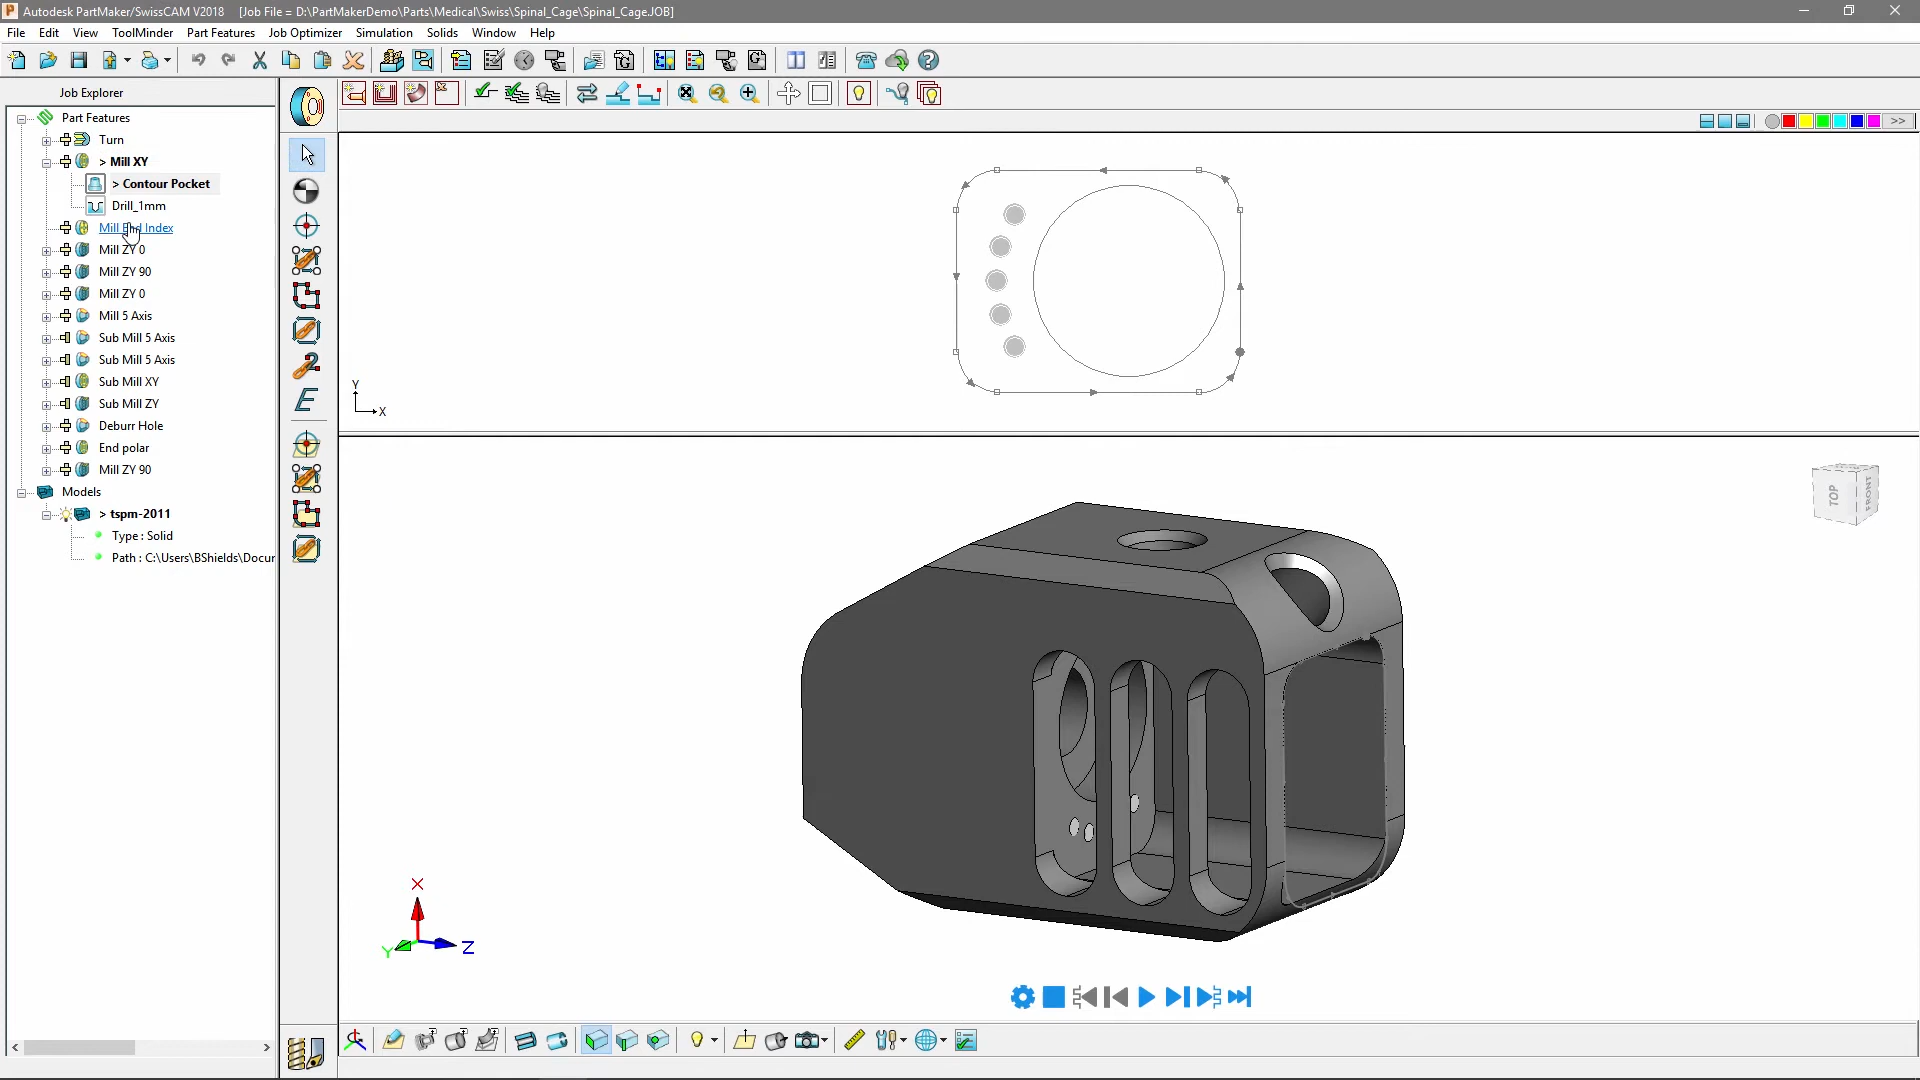 Autodesk PartMaker/SwissCAM V2018 [Job File = D:\PartMakerDemo\Parts\Medical\Swiss\Spinal_Cage\Spinal_Cage.JOB]
File Edit View ToolMinder Part Features Job Optimizer Simulation Solids Window Help
Job Explorer
>>
Part Features
Turn
> Mill XY
> Contour Pocket
Drill_1mm
Mill End Index
Mill ZY 0
Mill ZY 90
Mill ZY 0
Mill 5 Axis
Sub Mill 5 Axis
Sub Mill 5 Axis
Sub Mill XY
Sub Mill ZY
Deburr Hole
End polar
Mill ZY 90
Models
> tspm-2011
Type : Solid
Path : C:\Users\BShields\Docur
Y
X
TOP
FRONT
X
Y
Z